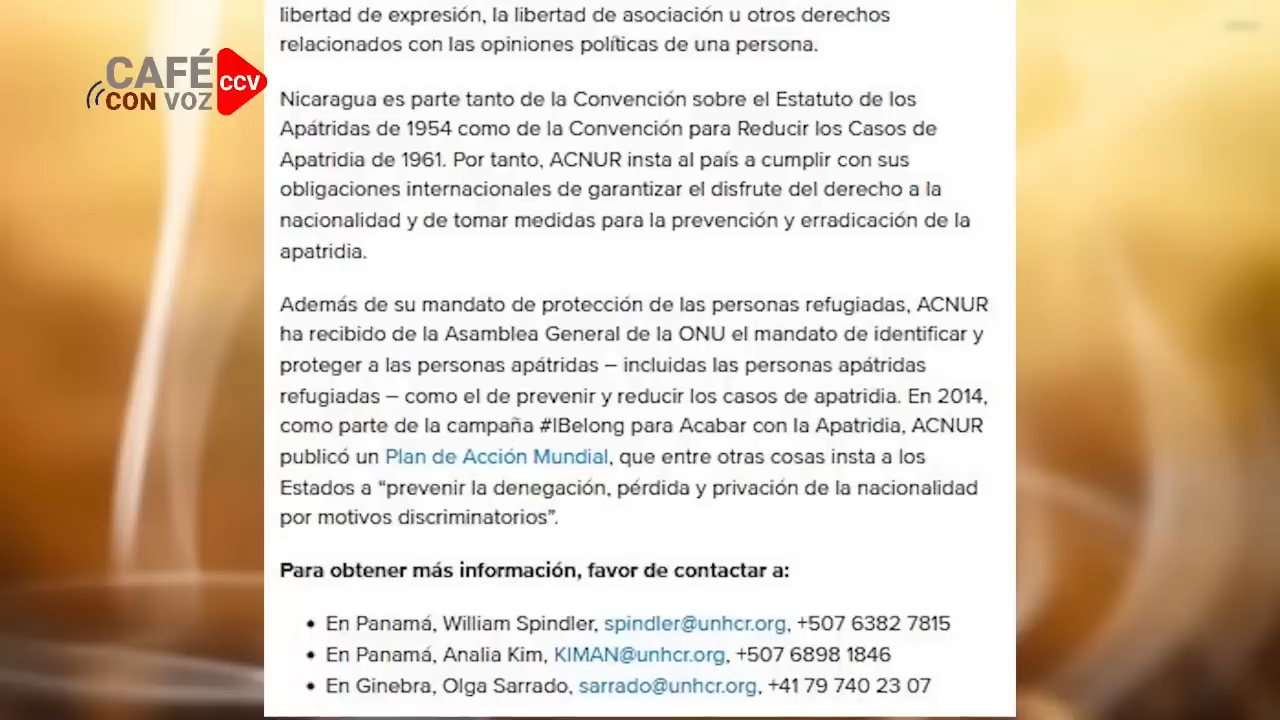 libertad de expresión, la libertad de asociación u otros derechos
relacionados con las opiniones políticas de una persona.
CAFÉ
CON VOZ
CCV
Nicaragua es parte tanto de la Convención sobre el Estatuto de los
Apátridas de 1954 como de la Convención para Reducir los Casos de
Apatridia de 1961. Por tanto, ACNUR insta al país a cumplir con sus
obligaciones internacionales de garantizar el disfrute del derecho a la
nacionalidad y de tomar medidas para la prevención y erradicación de la
apatridia.
Además de su mandato de protección de las personas refugiadas, ACNUR
ha recibido de la Asamblea General de la ONU el mandato de identificar y
proteger a las personas apátridas – incluidas las personas apátridas
refugiadas – como el de prevenir y reducir los casos de apatridia. En 2014,
como parte de la campaña #IBelong para Acabar con la Apatridia, ACNUR
publicó un Plan de Acción Mundial, que entre otras cosas insta a los
Estados a “prevenir la denegación, pérdida y privación de la nacionalidad
por motivos discriminatorios”.
Para obtener más información, favor de contactar a:
• En Panamá, William Spindler, spindler@unhcr.org, +507 6382 7815
• En Panamá, Analia Kim, KIMAN@unhcr.org, +507 6898 1846
• En Ginebra, Olga Sarrado, sarrado@unhcr.org, +41 79 740 23 07